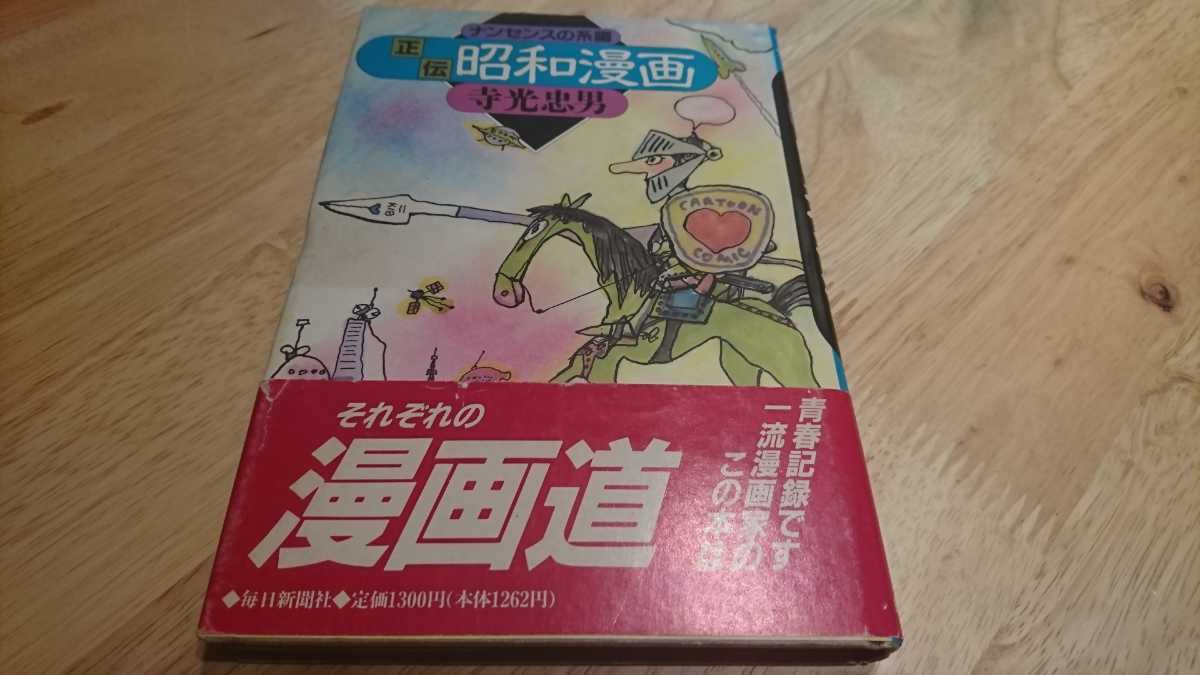 ナンセンスの系譜
正伝
昭和漫画
寺光忠男
CARTOON
COMIC
それぞれの
漫画道
この本は
一流漫画家の
青春記録です
◆毎日新聞社◆定価1300円(本体1262円)